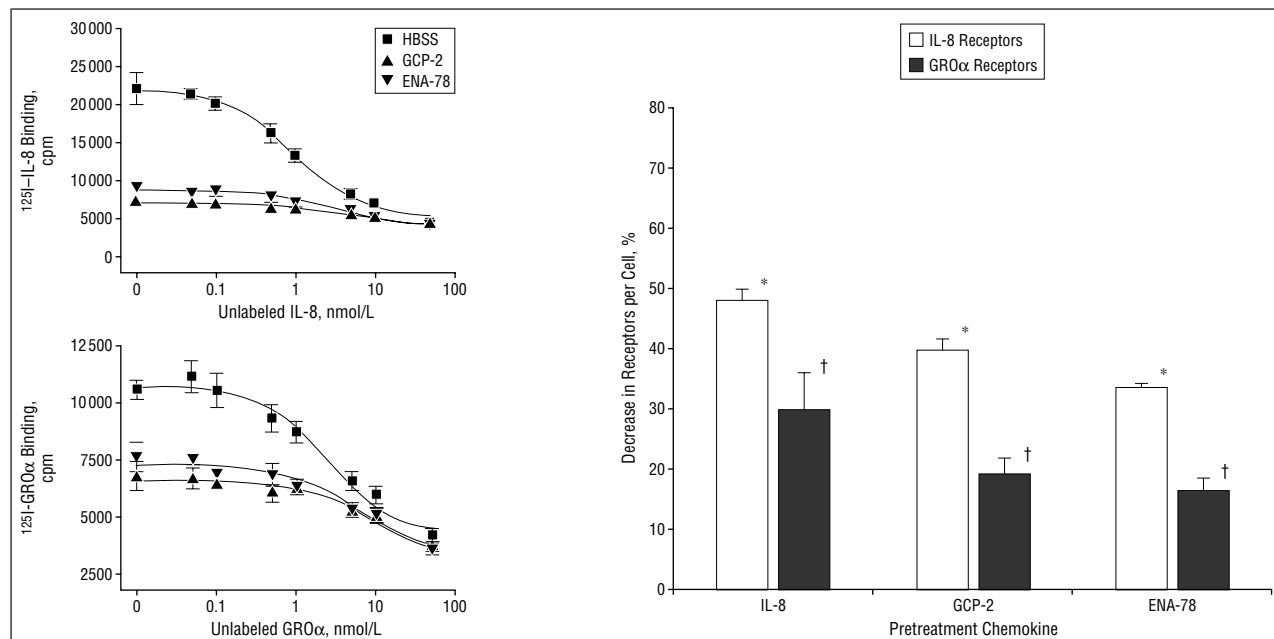 30 000
25 000
20 000
15 000
10 000
5000
0
¹²⁵I–IL-8 Binding,
cpm
HBSS
GCP-2
ENA-78
0
0.1
1
10
100
Unlabeled IL-8, nmol/L
12 500
10 000
7500
5000
2500
¹²⁵I-GROα Binding,
cpm
0
0.1
1
10
100
Unlabeled GROα, nmol/L
IL-8 Receptors
GROα Receptors
80
70
60
50
40
30
20
10
0
Decrease in Receptors per Cell, %
*
†
*
†
*
†
IL-8
GCP-2
ENA-78
Pretreatment Chemokine